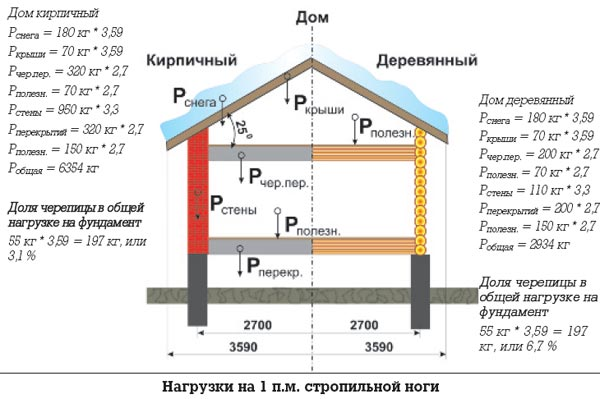 Дом кирпичный
Pснега = 180 кг * 3,59
Pкрыши = 70 кг * 3,59
Pчер.пер. = 320 кг * 2,7
Pполезн. = 70 кг * 2,7
Pстены = 950 кг * 3,3
Pперекрытий = 320 кг * 2,7
Pполезн. = 150 кг * 2,7
Pобщая = 6354 кг
Доля черепицы в общей
нагрузке на фундамент
55 кг * 3,59 = 197 кг, или
3,1 %
Дом
Кирпичный
Деревянный
Pснега
Pкрыши
25°
Pполезн.
Pчер.пер.
Pстены
Pполезн.
Pперекр.
2700
2700
3590
3590
Дом деревянный
Pснега = 180 кг * 3,59
Pкрыши = 70 кг * 3,59
Pчер.пер. = 200 кг * 2,7
Pполезн. = 70 кг * 2,7
Pстены = 110 кг * 3,3
Pперекрытий = 200 * 2,7
Pполезн. = 150 кг * 2,7
Pобщая = 2934 кг
Доля черепицы в
общей нагрузке на
фундамент
55 кг * 3,59 = 197
кг, или 6,7 %
Нагрузки на 1 п.м. стропильной ноги